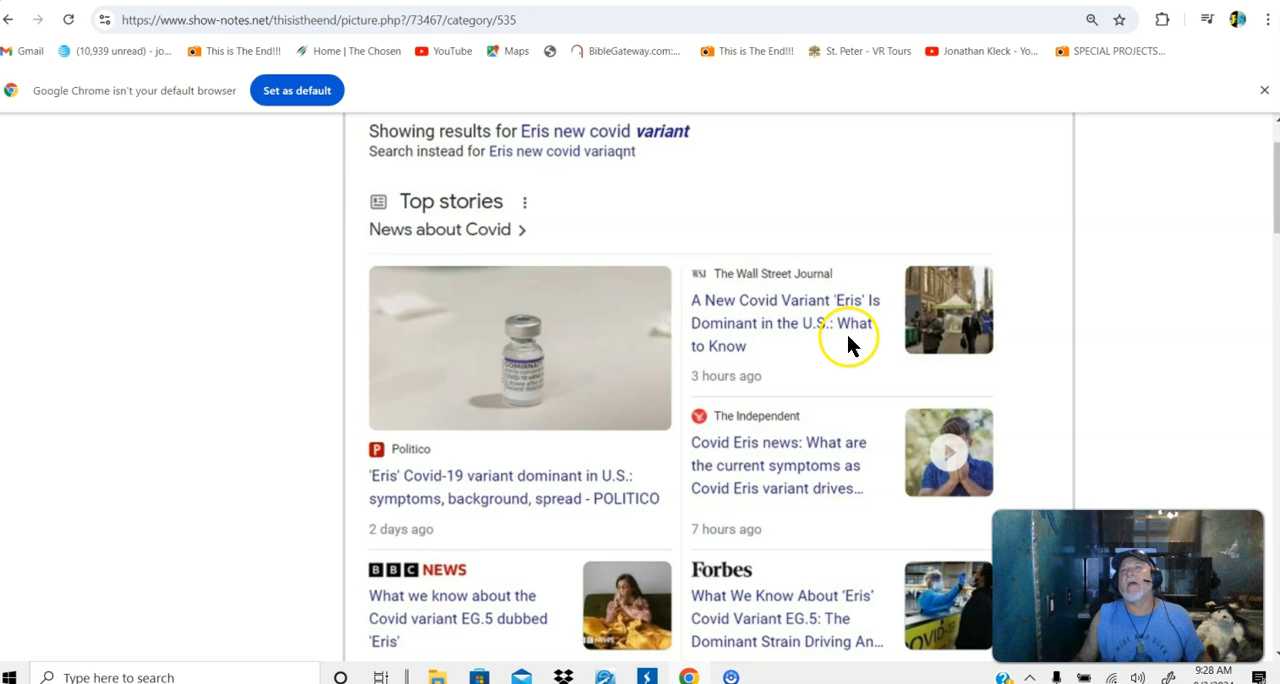 https://www.show-notes.net/thisistheend/picture.php?/73467/category/535
Gmail
(10,939 unread) - jo...
This is The End!!!
Home | The Chosen
YouTube
Maps
BibleGateway.com:...
This is The End!!!
St. Peter - VR Tours
Jonathan Kleck - Yo...
SPECIAL PROJECTS...
Google Chrome isn't your default browser
Set as default
Showing results for Eris new covid variant
Search instead for Eris new covid variaqnt
Top stories
News about Covid >
Politico
'Eris' Covid-19 variant dominant in U.S.:
symptoms, background, spread - POLITICO
2 days ago
BBC NEWS
What we know about the
Covid variant EG.5 dubbed
'Eris'
WSJ The Wall Street Journal
A New Covid Variant 'Eris' Is
Dominant in the U.S.: What
to Know
3 hours ago
The Independent
Covid Eris news: What are
the current symptoms as
Covid Eris variant drives...
7 hours ago
Forbes
What We Know About 'Eris'
Covid Variant EG.5: The
Dominant Strain Driving An...
Type here to search
9:28 AM